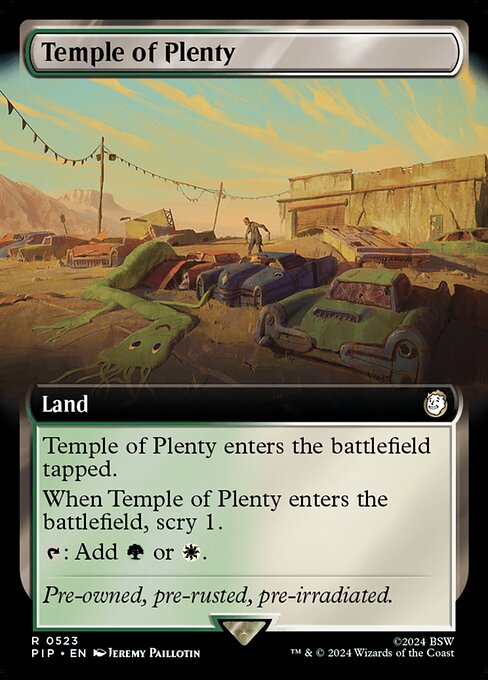 Temple of Plenty
Land
Temple of Plenty enters the battlefield
tapped.
When Temple of Plenty enters the
battlefield, scry 1.
: Add or .
Pre-owned, pre-rusted, pre-irradiated.
R 0523
PIP • EN JEREMY PAILLOTIN
©2024 BSW
™ & © 2024 Wizards of the Coast